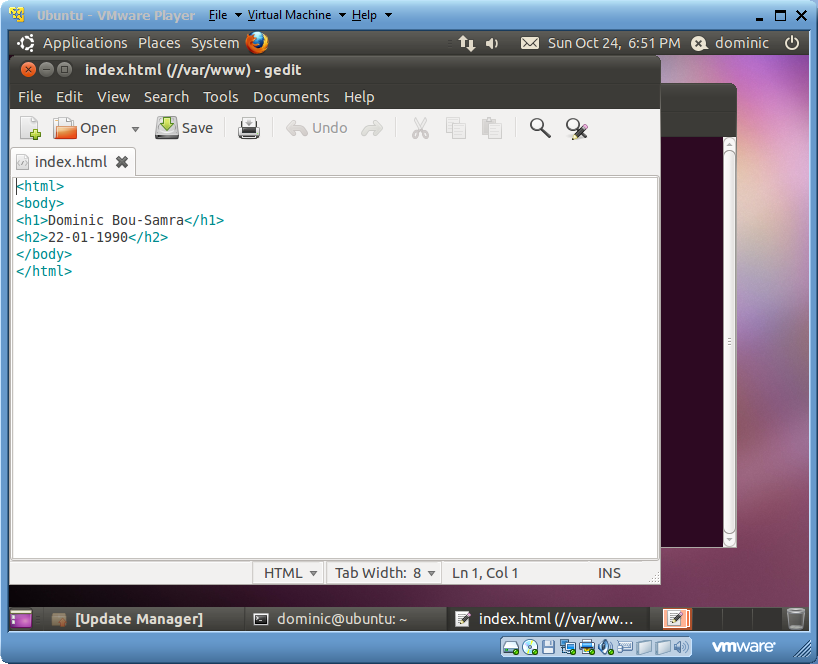 Ubuntu - VMware Player File Virtual Machine Help
Applications Places System Sun Oct 24, 6:51 PM dominic
index.html (//var/www) - gedit
File Edit View Search Tools Documents Help
Open Save Undo
index.html
<html>
<body>
<h1>Dominic Bou-Samra</h1>
<h2>22-01-1990</h2>
</body>
</html>
HTML Tab Width: 8 Ln 1, Col 1 INS
[Update Manager] dominic@ubuntu: ~ index.html (//var/ww...
vmware